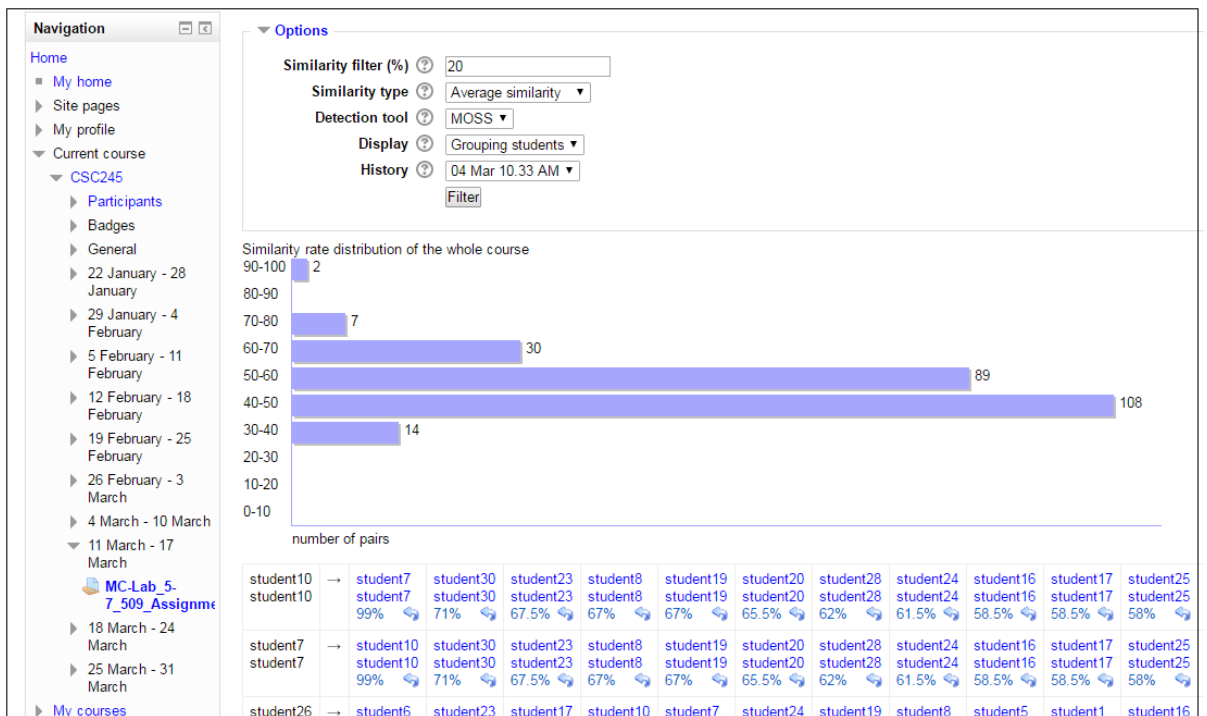 Navigation
Home
My home
Site pages
My profile
Current course
CSC245
Participants
Badges
General
22 January - 28
January
29 January - 4
February
5 February - 11
February
12 February - 18
February
19 February - 25
February
26 February - 3
March
4 March - 10 March
11 March - 17
March
MC-Lab_5-
7_509_Assignme
18 March - 24
March
25 March - 31
March
My courses
Options
Similarity filter (%) 20
Similarity type Average similarity
Detection tool MOSS
Display Grouping students
History 04 Mar 10.33 AM
Filter
Similarity rate distribution of the whole course
90-100 2
80-90
70-80 7
60-70 30
50-60 89
40-50 108
30-40 14
20-30
10-20
0-10
number of pairs
student10 → student7 student30 student23 student8 student19 student20 student28 student24 student16 student17 student25
student10 student7 student30 student23 student8 student19 student20 student28 student24 student16 student17 student25
99% 71% 67.5% 67% 67% 65.5% 62% 61.5% 58.5% 58.5% 58%
student7 → student10 student30 student23 student8 student19 student20 student28 student24 student16 student17 student25
student7 student10 student30 student23 student8 student19 student20 student28 student24 student16 student17 student25
99% 71% 67.5% 67% 67% 65.5% 62% 61.5% 58.5% 58.5% 58%
student26 → student6 student23 student17 student10 student7 student24 student19 student8 student5 student1 student16